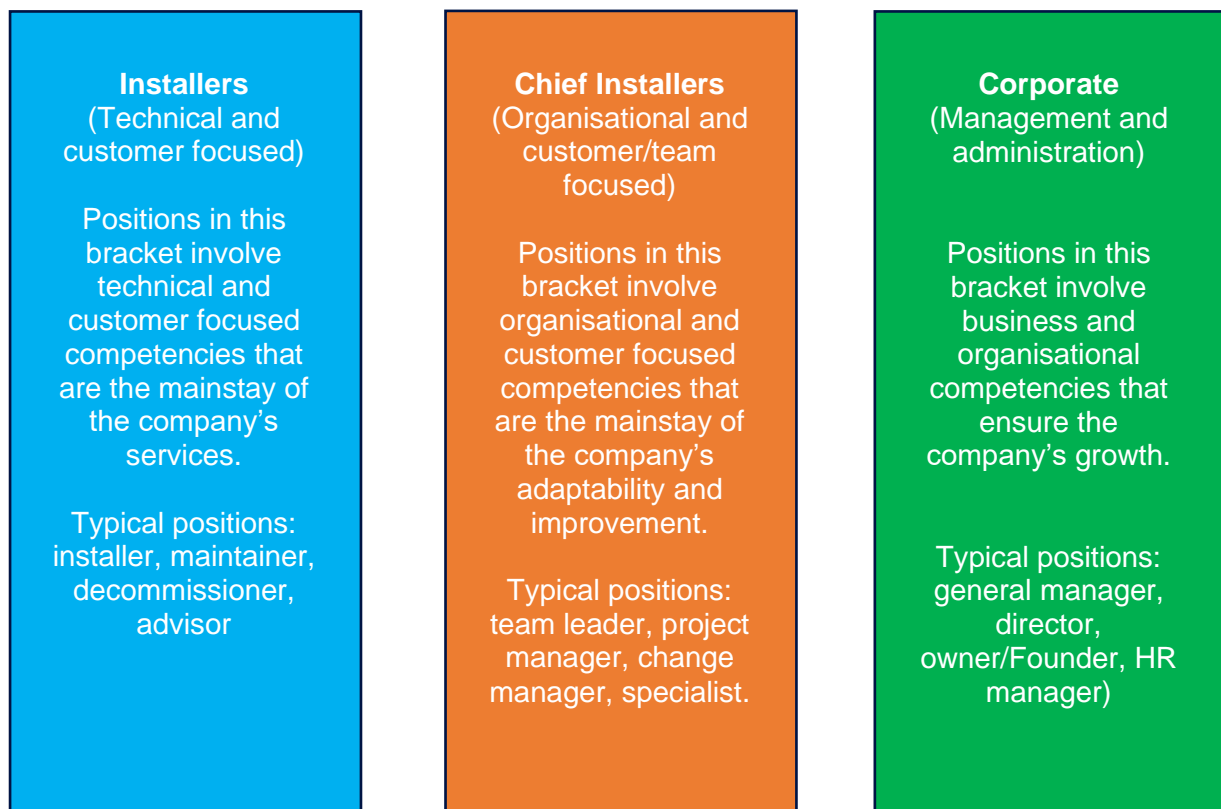 Installers
(Technical and
customer focused)
Positions in this
bracket involve
technical and
customer focused
competencies that
are the mainstay of
the company’s
services.
Typical positions:
installer, maintainer,
decommissioner,
advisor
Chief Installers
(Organisational and
customer/team
focused)
Positions in this
bracket involve
organisational and
customer focused
competencies that
are the mainstay of
the company’s
adaptability and
improvement.
Typical positions:
team leader, project
manager, change
manager, specialist.
Corporate
(Management and
administration)
Positions in this
bracket involve
business and
organisational
competencies that
ensure the
company’s growth.
Typical positions:
general manager,
director,
owner/Founder, HR
manager)